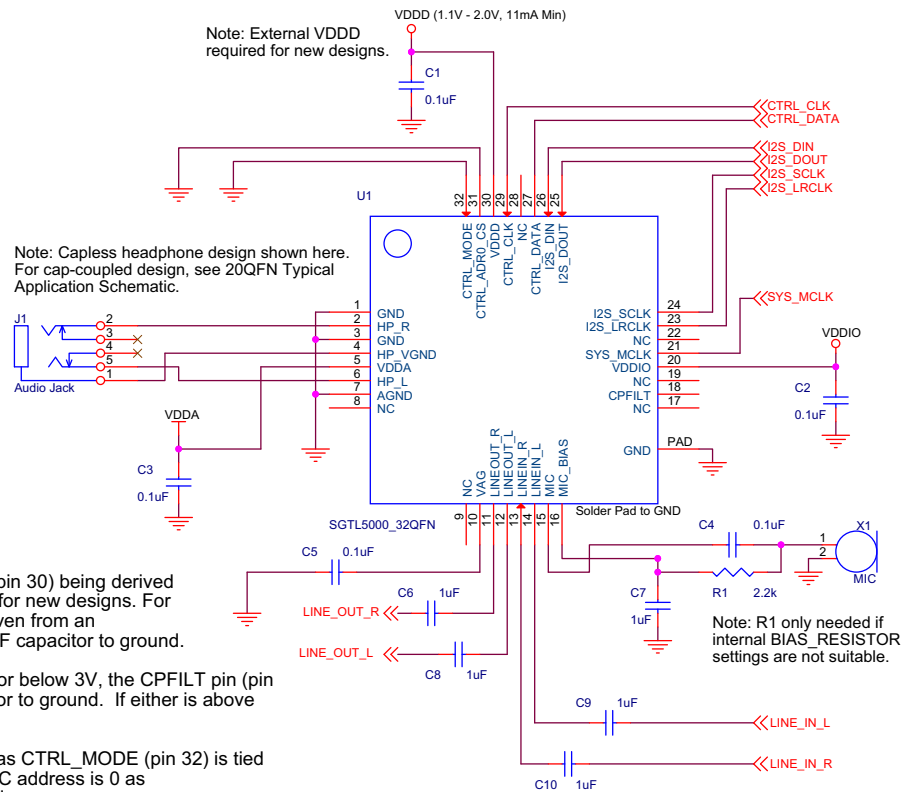 VDDD (1.1V - 2.0V, 11mA Min)
Note: External VDDD
required for new designs.
C1
0.1uF
CTRL_CLK
CTRL_DATA
I2S_DIN
I2S_DOUT
I2S_SCLK
I2S_LRCLK
U1
32
31
30
29
28
27
26
25
CTRL_MODE
CTRL_ADR0_CS
VDDD
CTRL_CLK
NC
CTRL_DATA
I2S_DIN
I2S_DOUT
Note: Capless headphone design shown here.
For cap-coupled design, see 20QFN Typical
Application Schematic.
J1
2
3
4
5
1
Audio Jack
1 GND
2 HP_R
3 GND
4 HP_VGND
5 VDDA
6 HP_L
7 AGND
8 NC
I2S_SCLK 24
I2S_LRCLK 23
NC 22
SYS_MCLK 21
VDDIO 20
NC 19
CPFILT 18
NC 17
GND PAD
SYS_MCLK
VDDIO
C2
0.1uF
VDDA
C3
0.1uF
NC
VAG
LINEOUT_R
LINEOUT_L
LINEIN_R
LINEIN_L
MIC
MIC_BIAS
9
10
11
12
13
14
15
16
SGTL5000_32QFN
Solder Pad to GND
C5 0.1uF
C6 1uF
LINE_OUT_R
LINE_OUT_L
C8 1uF
C4 0.1uF
X1
1
2
MIC
R1 2.2k
C7
1uF
Note: R1 only needed if
internal BIAS_RESISTOR
settings are not suitable.
C9 1uF
LINE_IN_L
LINE_IN_R
C10 1uF
pin 30) being derived
for new designs. For
ven from an
F capacitor to ground.
or below 3V, the CPFILT pin (pin
or to ground. If either is above
as CTRL_MODE (pin 32) is tied
C address is 0 as